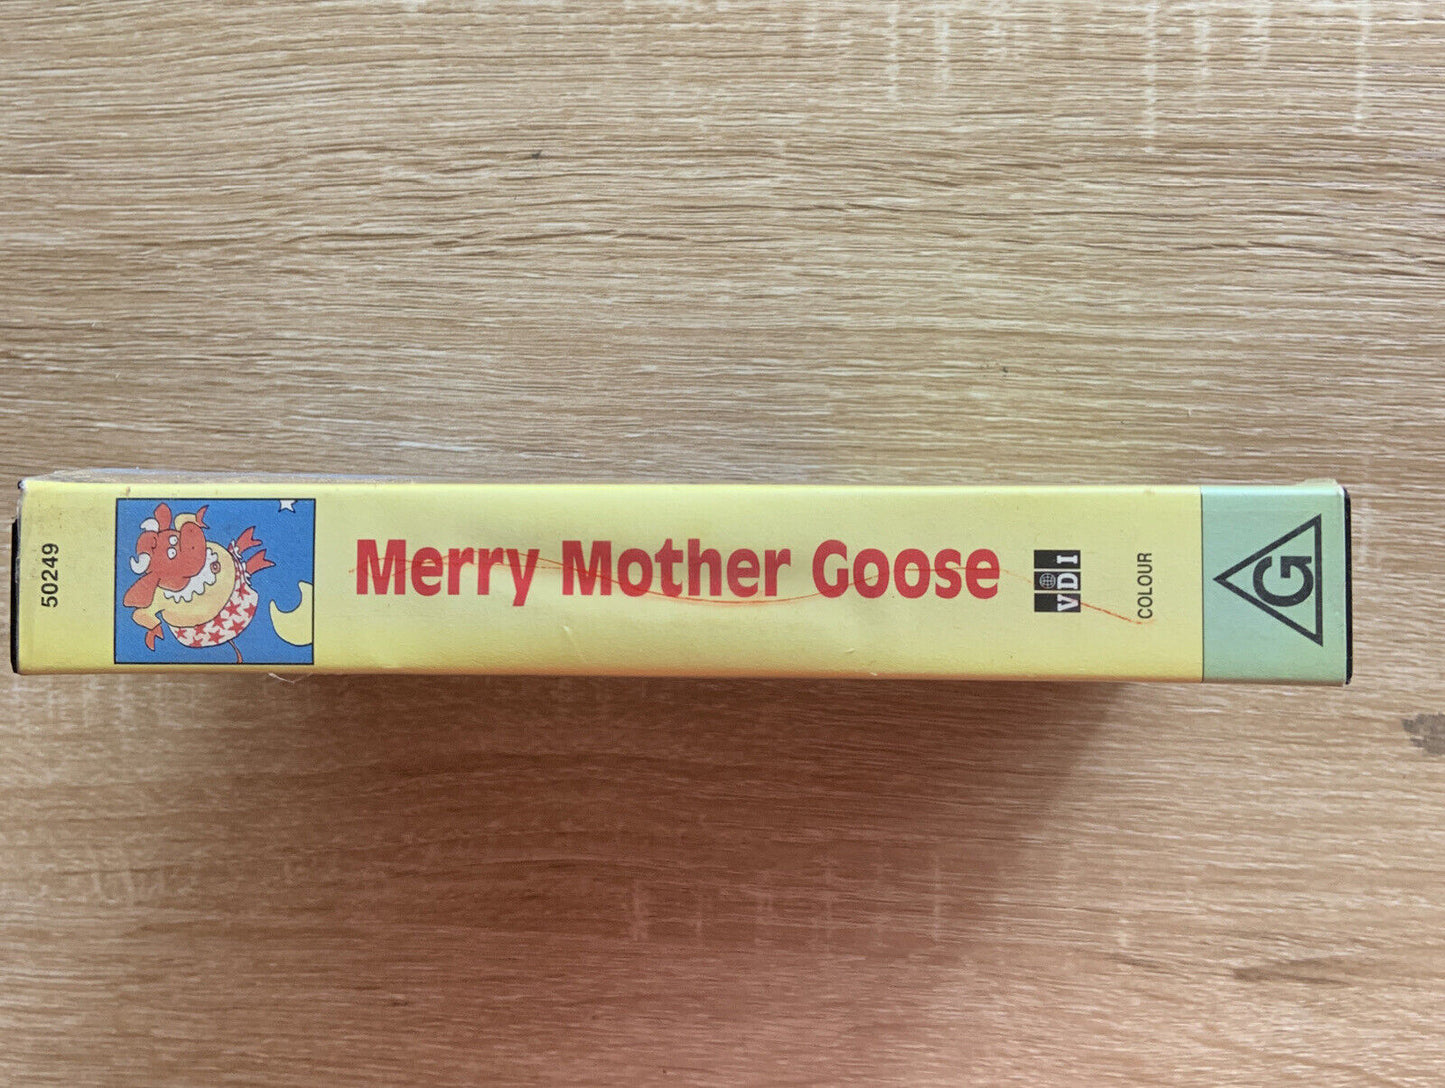 50249
Merry Mother Goose
VDI
COLOUR
G